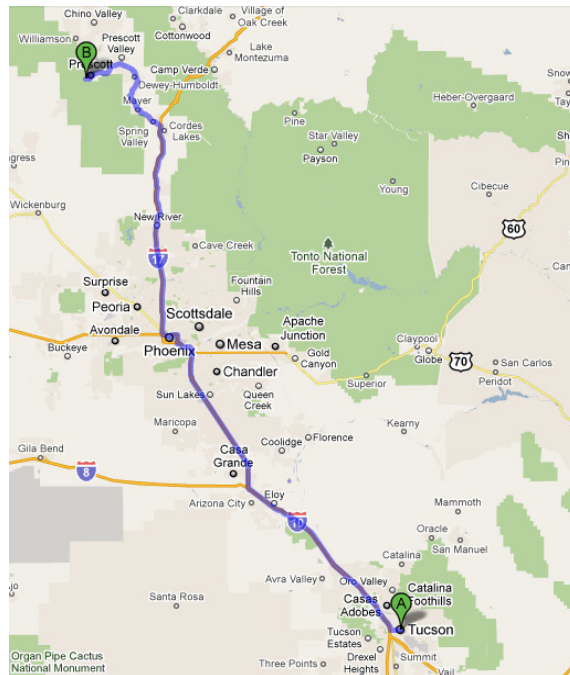 Clarkdale
Village of
Oak Creek
Chino Valley
Cottonwood
Williamson
Prescott
Valley
Lake
Montezuma
B
Prescott
Camp Verde
Dewey-Humboldt
Heber-Overgaard
Snow
Tay
Mayer
Pine
Spring
Valley
Cordes
Lakes
Star Valley
Payson
Sh
Pinet
Young
Cibecue
ngress
Wickenburg
New River
60
Cave Creek
Tonto National
Forest
17
Can
Surprise
Fountain
Hills
Peoria
Scottsdale
Avondale
Mesa
Apache
Junction
Phoenix
Buckeye
Gold
Canyon
Claypool
Globe
70
San Carlos
Chandler
Superior
Peridot
Sun Lakes
Queen
Creek
Maricopa
Kearny
Florence
Coolidge
Gila Bend
Casa
Grande
8
Arizona City
Eloy
Mammoth
10
Oracle
San Manuel
Catalina
Avra Valley
Oro Valley
Catalina
Foothills
Casas
Adobes
A
Santa Rosa
Tucson
Tucson
Estates
Organ Pipe Cactus
National Monument
Three Points
Drexel
Heights
Summit
Vail